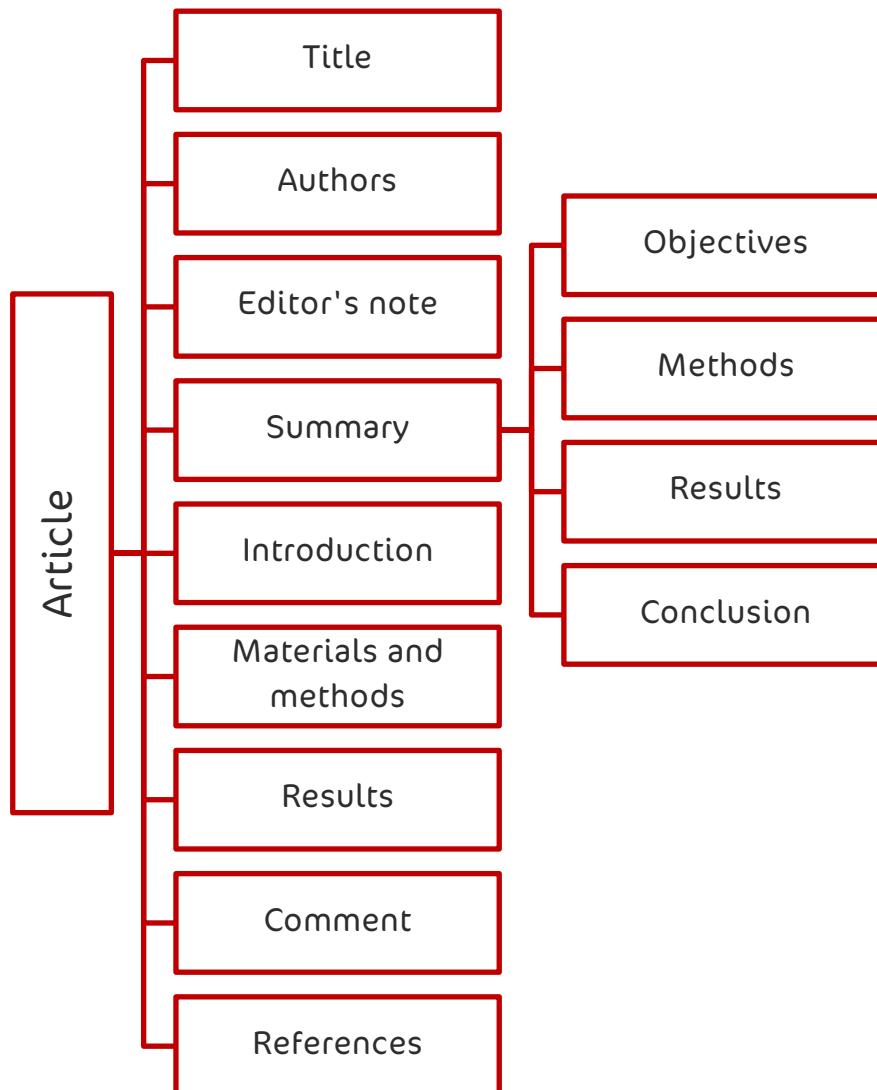 Article
Title
Authors
Editor's note
Summary
Objectives
Methods
Results
Conclusion
Introduction
Materials and
methods
Results
Comment
References